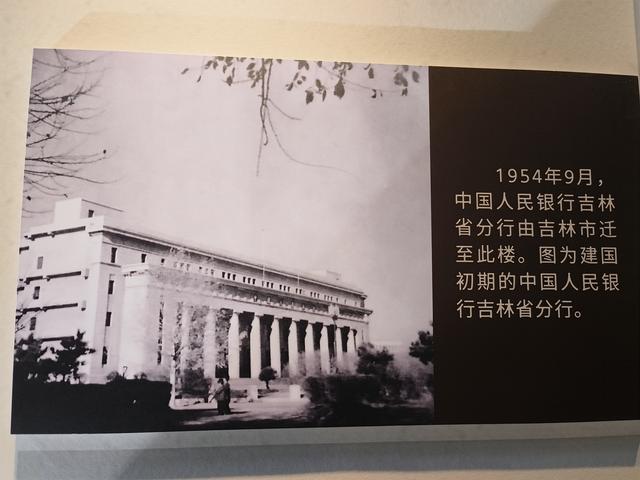 1954年9月，
中国人民银行吉林
省分行由吉林市迁
至此楼。图为建国
初期的中国人民银
行吉林省分行。